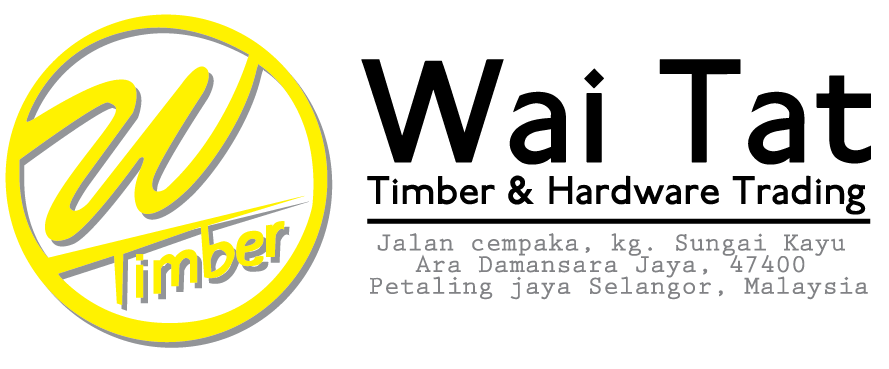 W
Timber
Wai Tat
Timber & Hardware Trading
Jalan cempaka, kg. Sungai Kayu
Ara Damansara Jaya, 47400
Petaling jaya Selangor, Malaysia